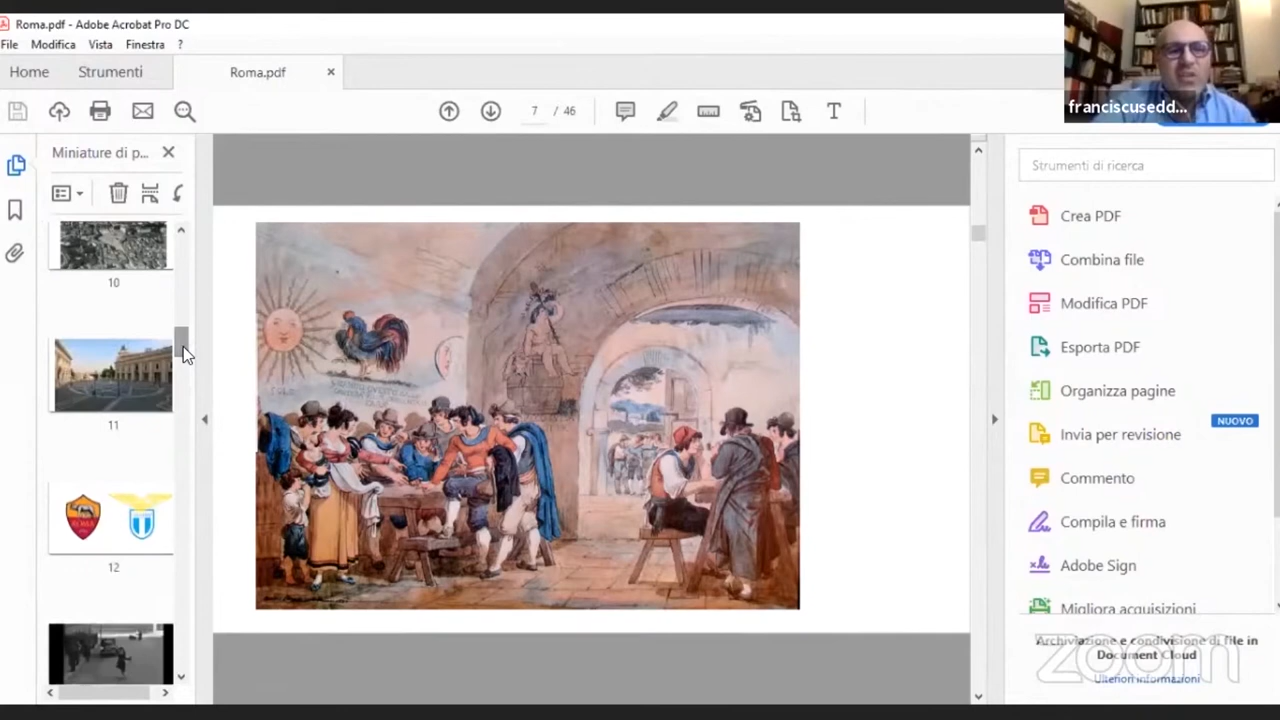 Roma.pdf - Adobe Acrobat Pro DC
File Modifica Vista Finestra ?
Home Strumenti Roma.pdf
7 / 46
franciscusedd...
Miniature di p...
10
11
ROMA
12
SOLE
Strumenti di ricerca
Crea PDF
Combina file
Modifica PDF
Esporta PDF
Organizza pagine
NUOVO
Invia per revisione
Commento
Compila e firma
Adobe Sign
Migliora acquisizioni
Archiviazione e condivisione di file in
Document Cloud
Ulteriori informazioni
zoom